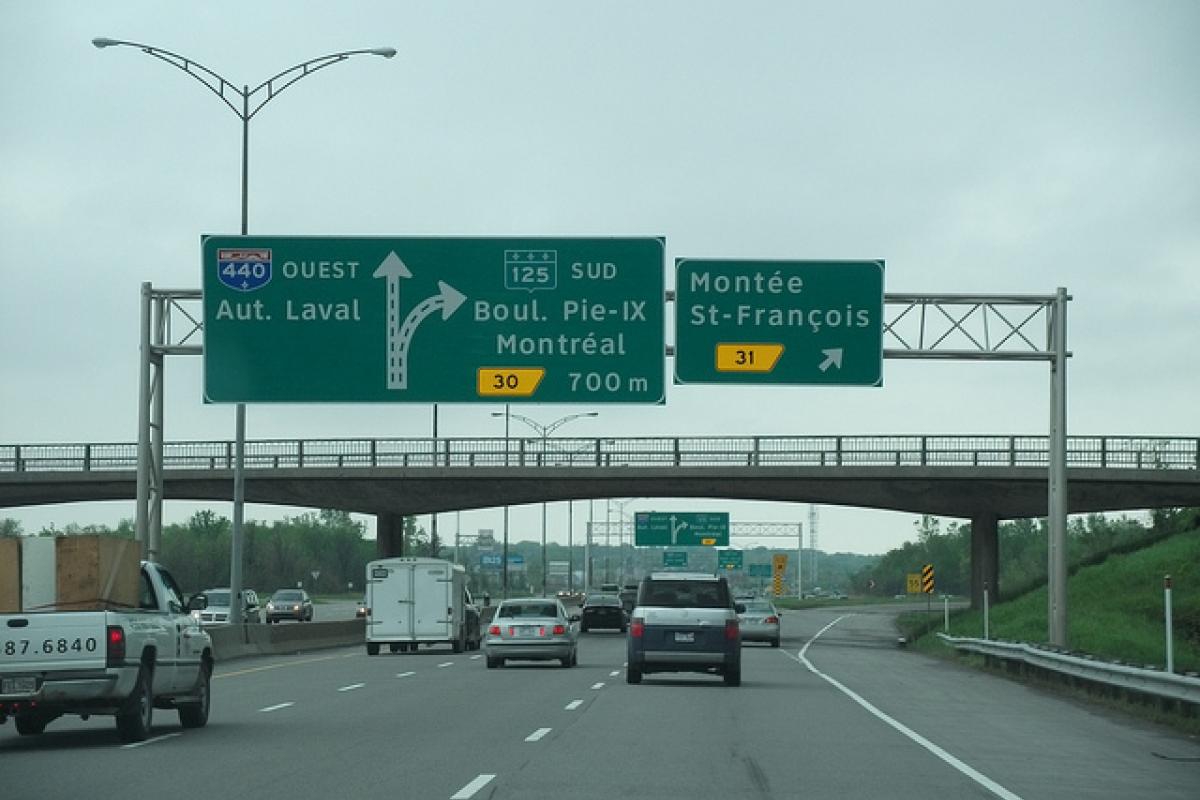 440 OUEST
Aut. Laval
125 SUD
Boul. Pie-IX
Montréal
30 700 m
Montée
St-François
31
87.6840